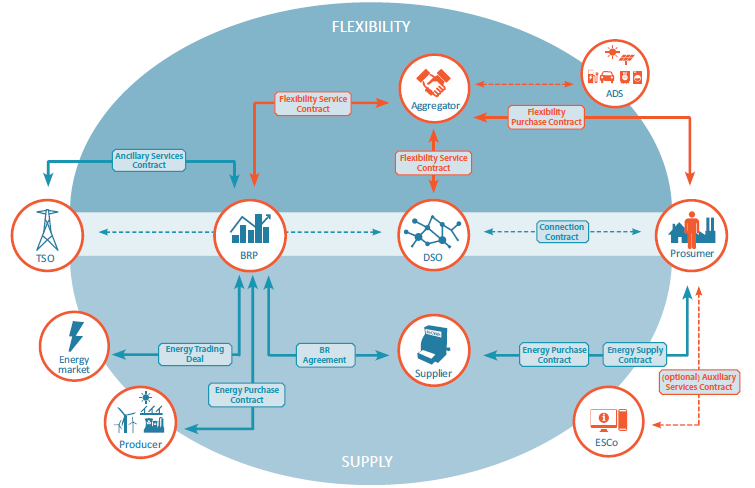 FLEXIBILITY
Aggregator
ADS
Flexibility Service
Contract
Flexibility
Purchase Contract
Ancillary Services
Contract
Flexibility Service
Contract
TSO
BRP
DSO
Connection
Contract
Prosumer
Energy
market
Energy Trading
Deal
BR
Agreement
Supplier
Energy Purchase
Contract
Energy Supply
Contract
Energy Purchase
Contract
(optional) Auxiliary
Services Contract
Producer
ESCo
SUPPLY